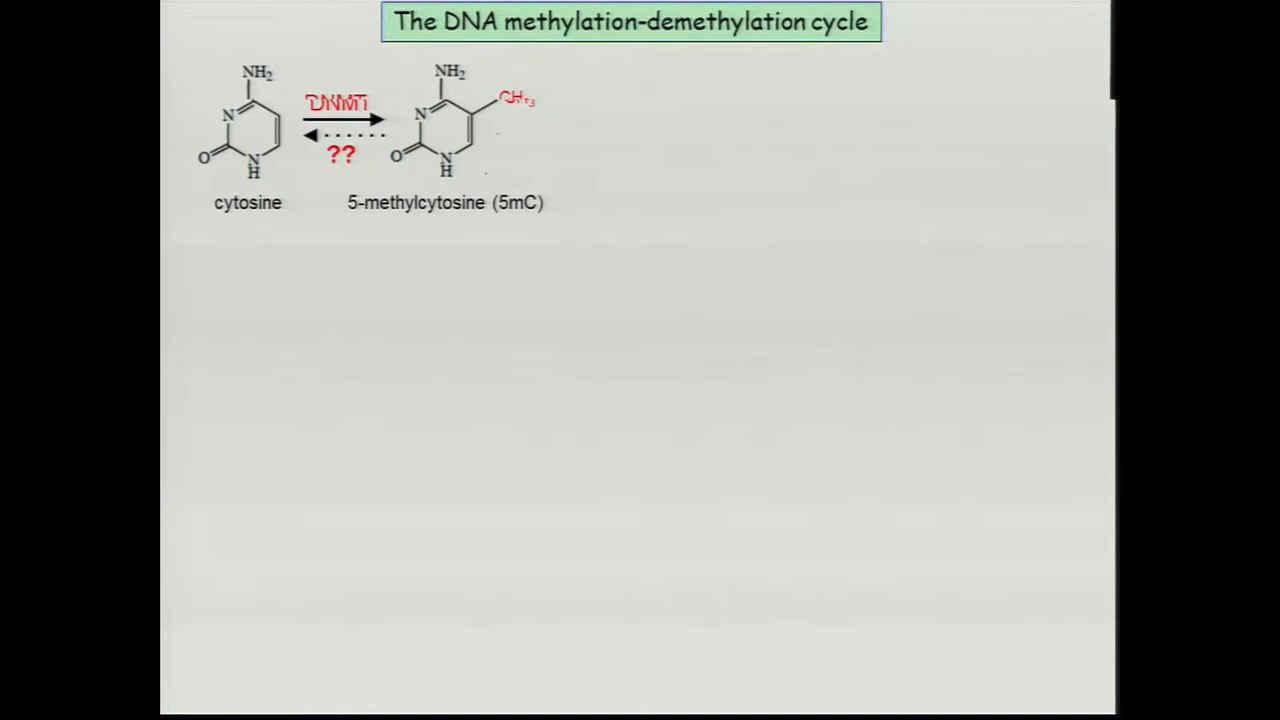 The DNA methylation-demethylation cycle
NH2
N
O
N
H
DNMT
??
NH2
CH3
N
O
N
H
cytosine
5-methylcytosine (5mC)